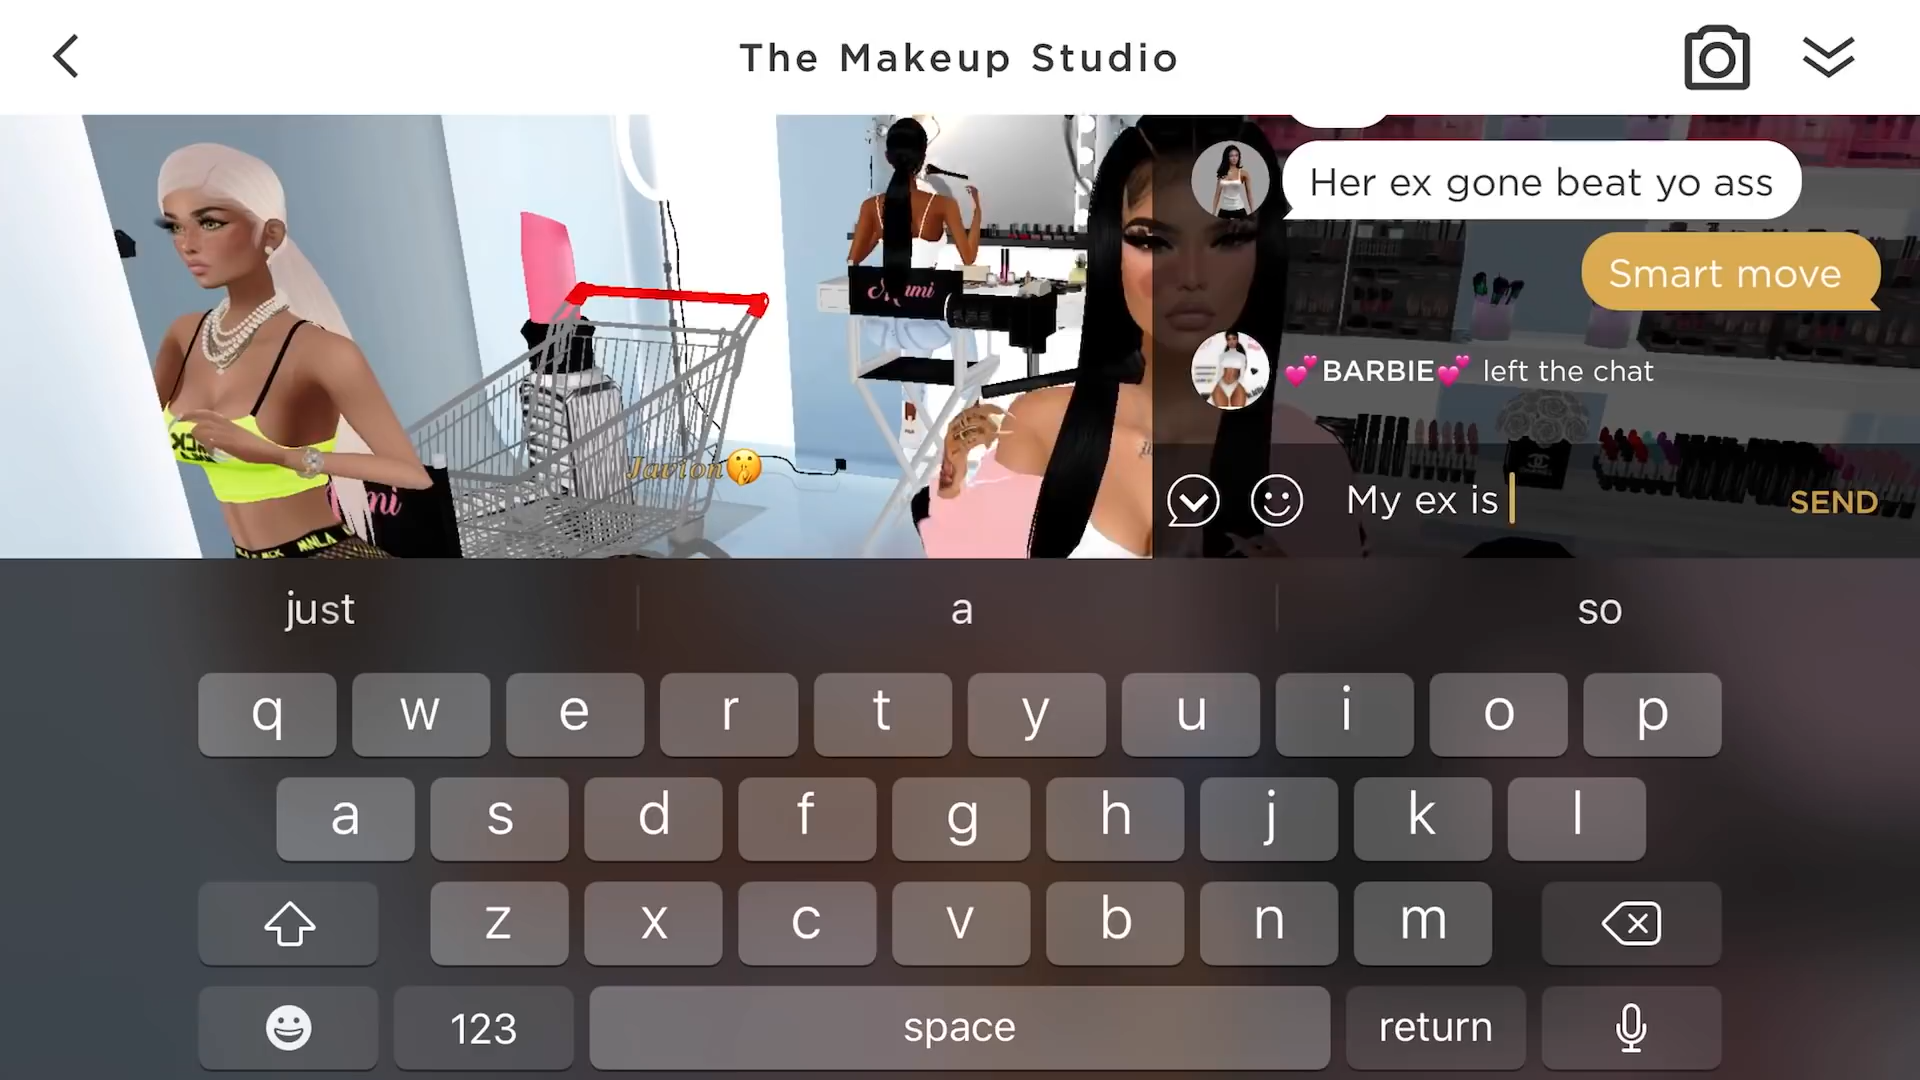 The Makeup Studio
Her ex gone beat yo ass
Smart move
💕BARBIE💕 left the chat
Javion🤫
My ex is
SEND
just
a
so
q w e r t y u i o p
a s d f g h j k l
z x c v b n m
123
space
return